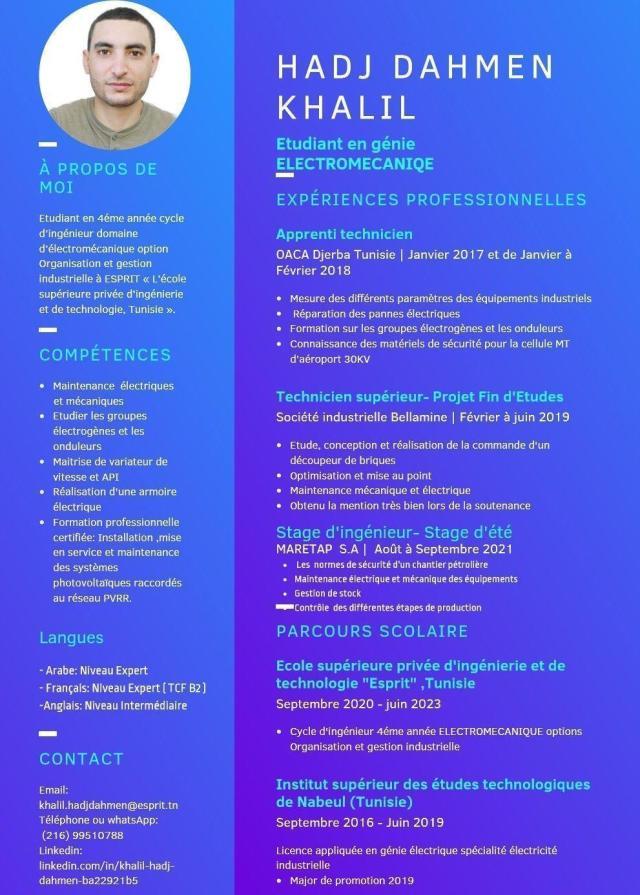 À PROPOS DE
MOI
Etudiant en 4éme année cycle
d'ingénieur domaine
d'électromécanique option
Organisation et gestion
industrielle à ESPRIT « L'école
supérieure privée d'ingénierie
et de technologie, Tunisie ».
COMPÉTENCES
• Maintenance électriques
et mécaniques
• Etudier les groupes
électrogènes et les
onduleurs
• Maitrise de variateur de
vitesse et API
• Réalisation d'une armoire
électrique
• Formation professionnelle
certifiée: Installation ,mise
en service et maintenance
des systèmes
photovoltaïques raccordés
au réseau PVRR.
Langues
- Arabe: Niveau Expert
- Français: Niveau Expert ( TCF B2 )
-Anglais: Niveau Intermédiaire
CONTACT
Email:
khalil.hadjdahmen@esprit.tn
Téléphone ou whatsApp:
(216) 99510788
Linkedin:
linkedin.com/in/khalil-hadj-
dahmen-ba22921b5
HADJ DAHMEN
KHALIL
Etudiant en génie
ELECTROMECANIQE
EXPÉRIENCES PROFESSIONNELLES
Apprenti technicien
OACA Djerba Tunisie | Janvier 2017 et de Janvier à
Février 2018
• Mesure des différents paramètres des équipements industriels
• Réparation des pannes électriques
• Formation sur les groupes électrogènes et les onduleurs
• Connaissance des matériels de sécurité pour la cellule MT
d'aéroport 30KV
Technicien supérieur- Projet Fin d'Etudes
Société industrielle Bellamine | Février à juin 2019
• Etude, conception et réalisation de la commande d'un
découpeur de briques
• Optimisation et mise au point
• Maintenance mécanique et électrique
• Obtenu la mention très bien lors de la soutenance
Stage d'ingénieur- Stage d'été
MARETAP S.A | Août à Septembre 2021
• Les normes de sécurité d'un chantier pétrolière
• Maintenance électrique et mécanique des équipements
• Gestion de stock
• Contrôle des différentes étapes de production
PARCOURS SCOLAIRE
Ecole supérieure privée d'ingénierie et de
technologie "Esprit" ,Tunisie
Septembre 2020 - juin 2023
• Cycle d'ingénieur 4éme année ELECTROMECANIQUE options
Organisation et gestion industrielle
Institut supérieur des études technologiques
de Nabeul (Tunisie)
Septembre 2016 - Juin 2019
Licence appliquée en génie électrique spécialité électricité
industrielle
• Major de promotion 2019